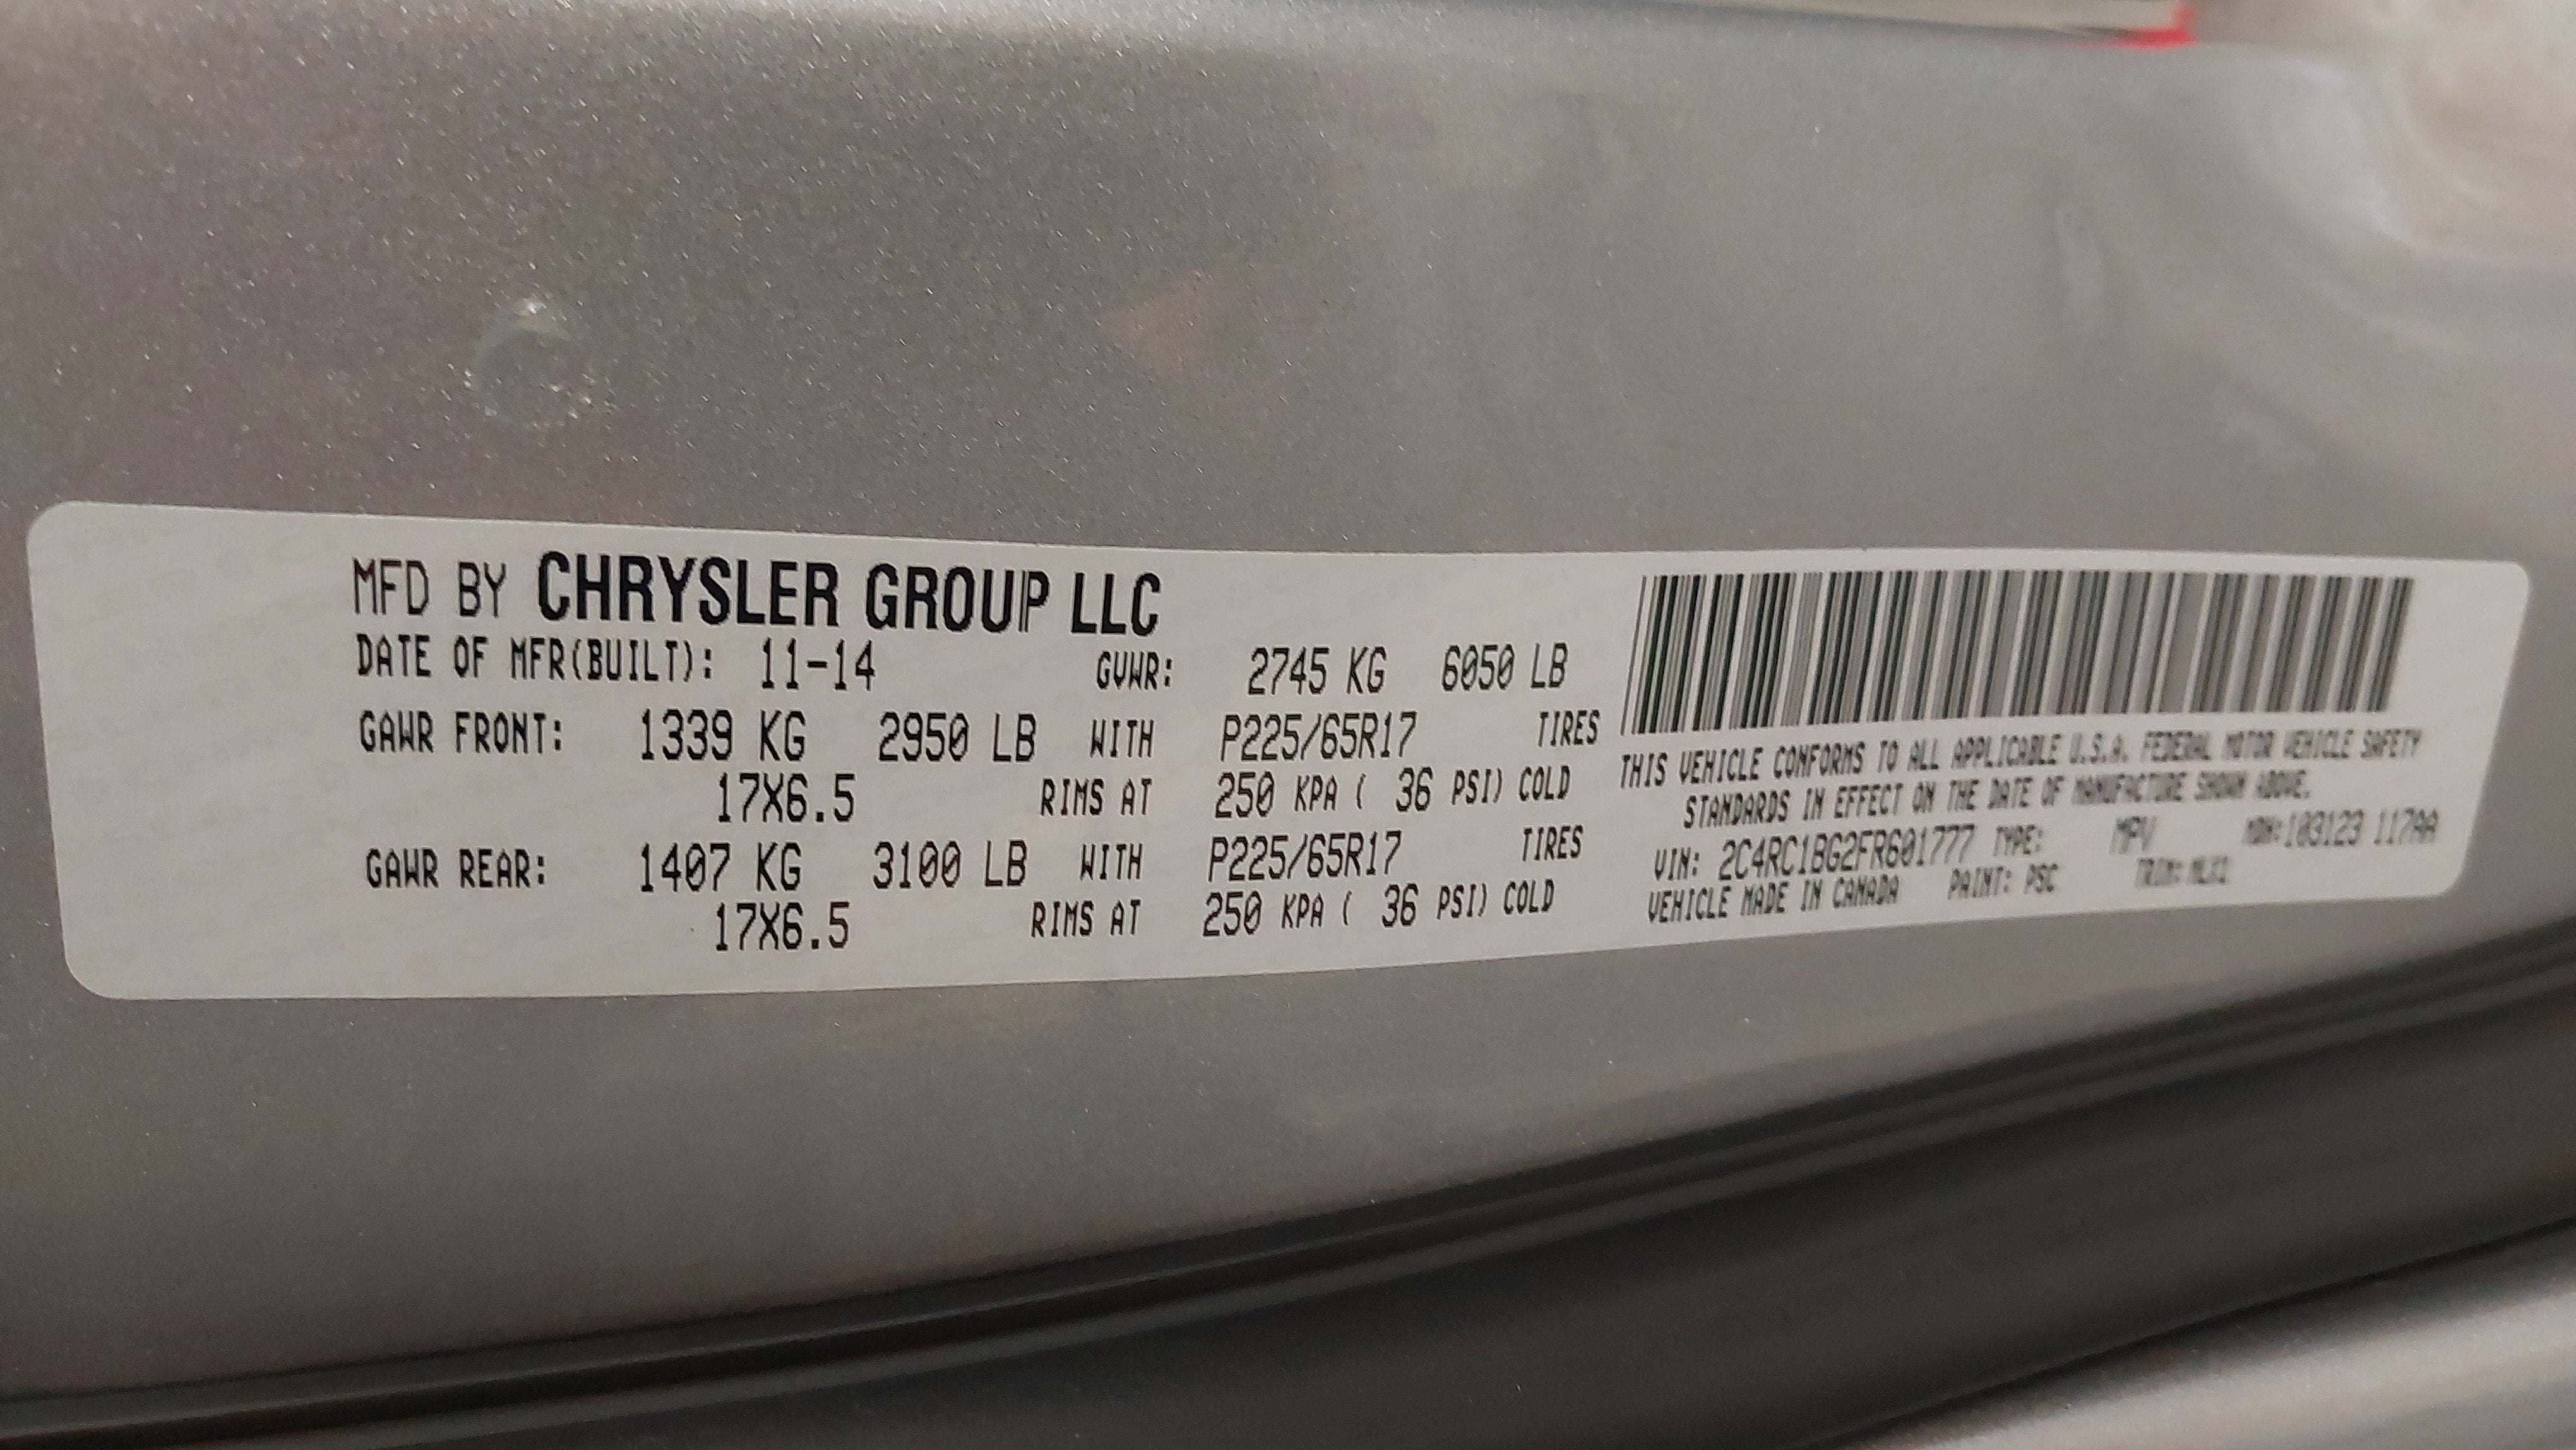 MFD BY CHRYSLER GROUP LLC
DATE OF MFR(BUILT): 11-14 GVWR: 2745 KG 6050 LB
GAWR FRONT: 1339 KG 2950 LB WITH P225/65R17 TIRES
17X6.5 RIMS AT 250 KPA ( 36 PSI) COLD
GAWR REAR: 1407 KG 3100 LB WITH P225/65R17 TIRES
17X6.5 RIMS AT 250 KPA ( 36 PSI) COLD
THIS VEHICLE CONFORMS TO ALL APPLICABLE U.S.A. FEDERAL MOTOR VEHICLE SAFETY
STANDARDS IN EFFECT ON THE DATE OF MANUFACTURE SHOWN ABOVE.
VIN: 2C4RC1BG2FR601777 TYPE: MPV MDH:103123 117AA
VEHICLE MADE IN CANADA PAINT: PSC TRIM: